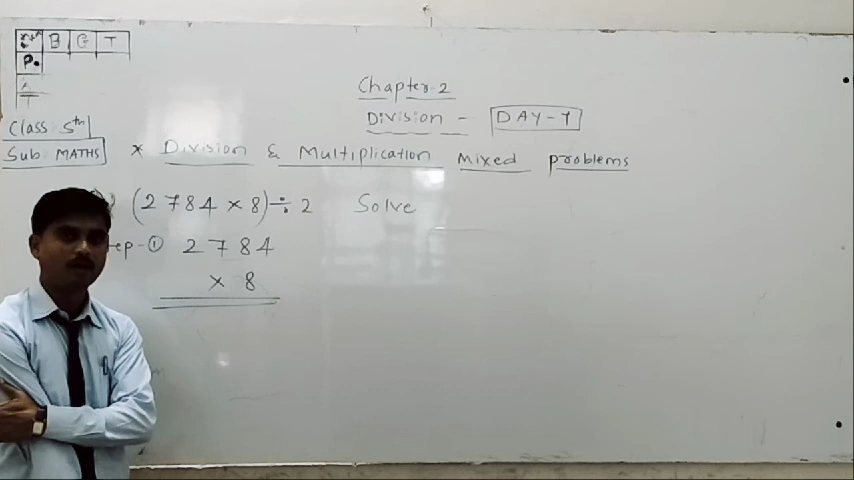 B G T
P.
A
T
Chapter-2
Division - DAY-7
Class: 5th
Sub: MATHS
* Division & Multiplication Mixed problems
(2784 × 8) ÷ 2 Solve
ep-① 2784
× 8